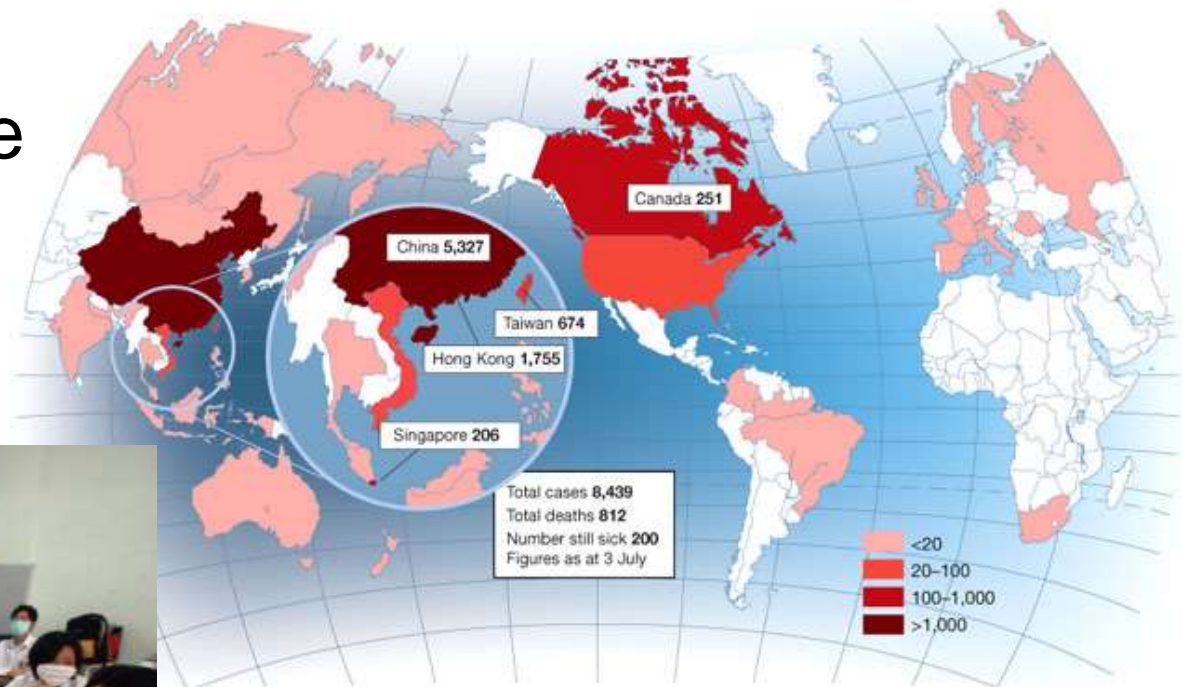 e
Canada 251
China 5,327
Taiwan 674
Hong Kong 1,755
Singapore 206
Total cases 8,439
Total deaths 812
Number still sick 200
Figures as at 3 July
<20
20–100
100–1,000
>1,000